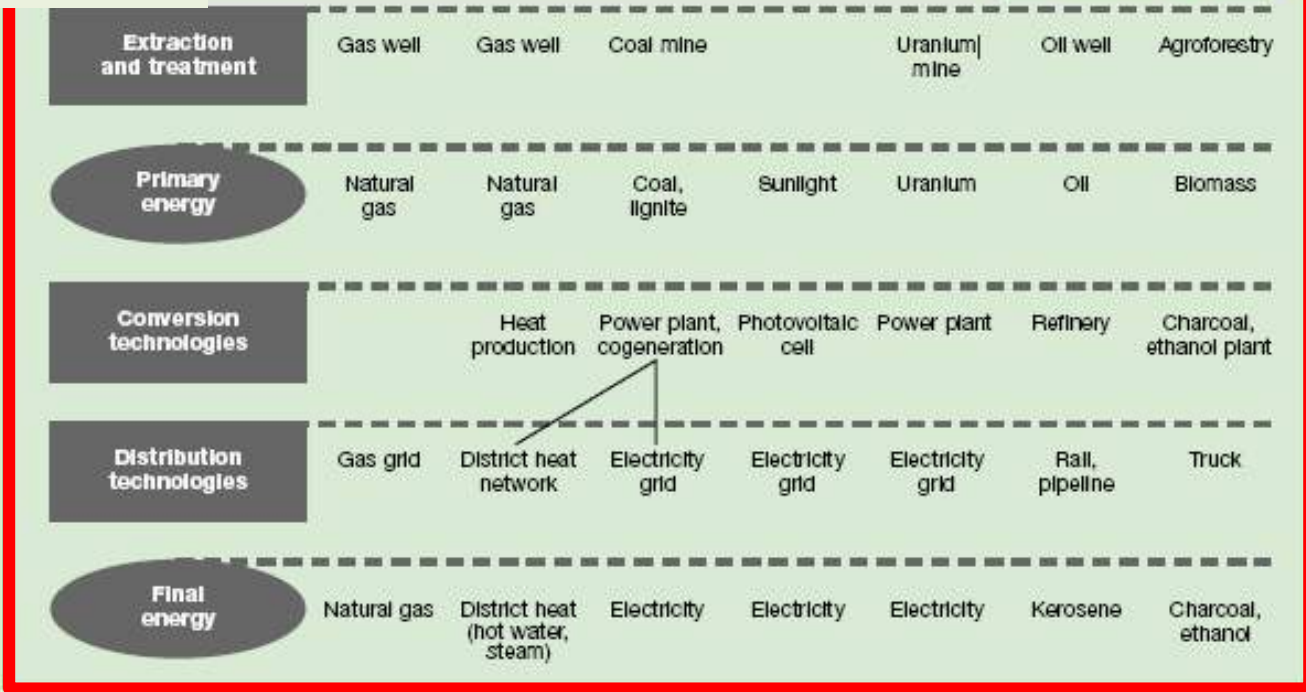 Extraction
and treatment
Gas well
Gas well
Coal mine
Uranium|
mine
Oil well
Agroforestry
Primary
energy
Natural
gas
Natural
gas
Coal,
lignite
Sunlight
Uranium
Oil
Biomass
Conversion
technologies
Heat
production
Power plant,
cogeneration
Photovoltaic
cell
Power plant
Refinery
Charcoal,
ethanol plant
Distribution
technologies
Gas grid
District heat
network
Electricity
grid
Electricity
grid
Electricity
grid
Rail,
pipeline
Truck
Final
energy
Natural gas
District heat
(hot water,
steam)
Electricity
Electricity
Electricity
Kerosene
Charcoal,
ethanol